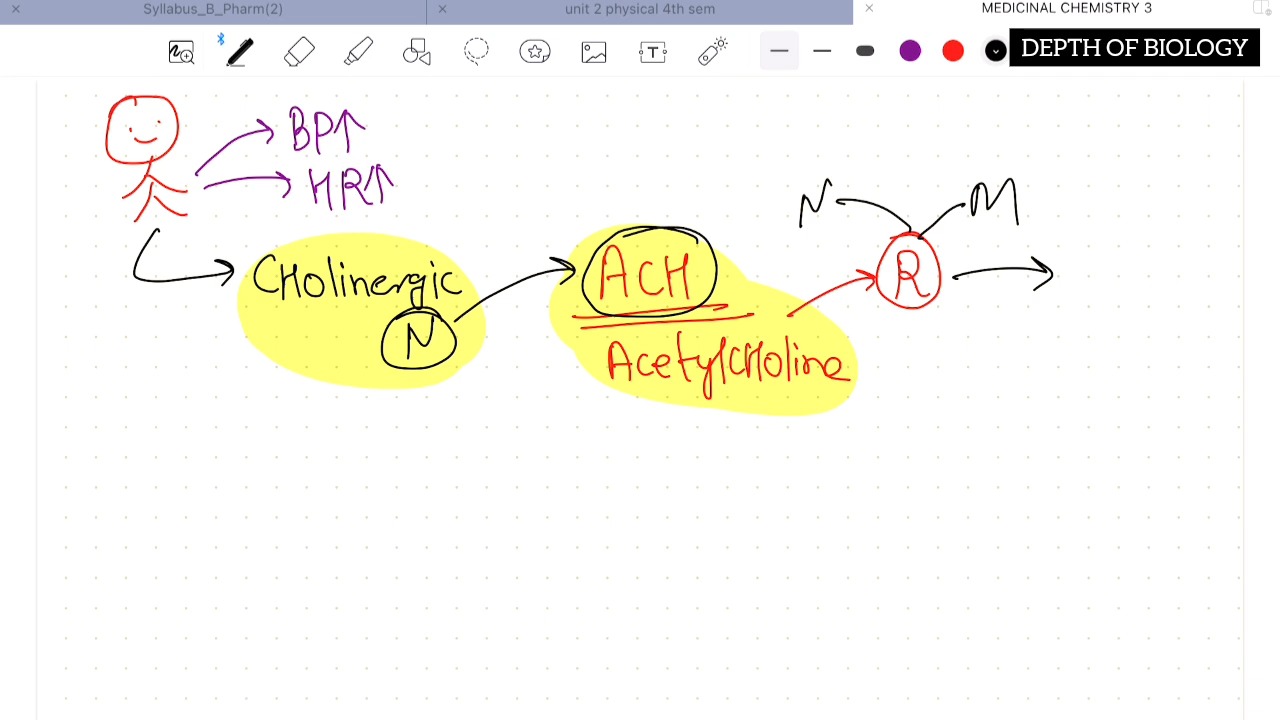 Syllabus_B_Pharm(2)
unit 2 physical 4th sem
MEDICINAL CHEMISTRY 3
DEPTH OF BIOLOGY
T
BP↑
HR↑
N
M
CHolinergic
N
ACH
AcetylCHoline
R